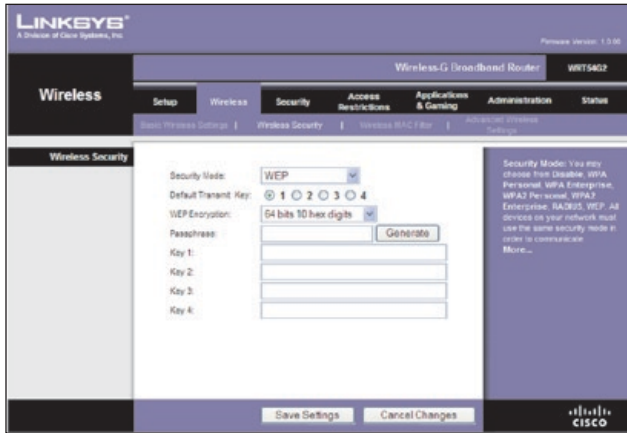 LINKSYS®
A Division of Cisco Systems, Inc.
Firmware Version: 1.0.00
Wireless-G Broadband Router
WRT54G2
Wireless
Setup
Wireless
Security
Access Restrictions
Applications & Gaming
Administration
Status
Basic Wireless Settings |
Wireless Security |
Wireless MAC Filter |
Advanced Wireless Settings
Wireless Security
Security Mode:
WEP
Default Transmit Key:
1 2 3 4
WEP Encryption:
64 bits 10 hex digits
Passphrase:
Generate
Key 1:
Key 2:
Key 3:
Key 4:
Security Mode: You may
choose from Disable, WPA
Personal, WPA Enterprise,
WPA2 Personal, WPA2
Enterprise, RADIUS, WEP. All
devices on your network must
use the same security mode in
order to communicate
More...
Save Settings
Cancel Changes
CISCO